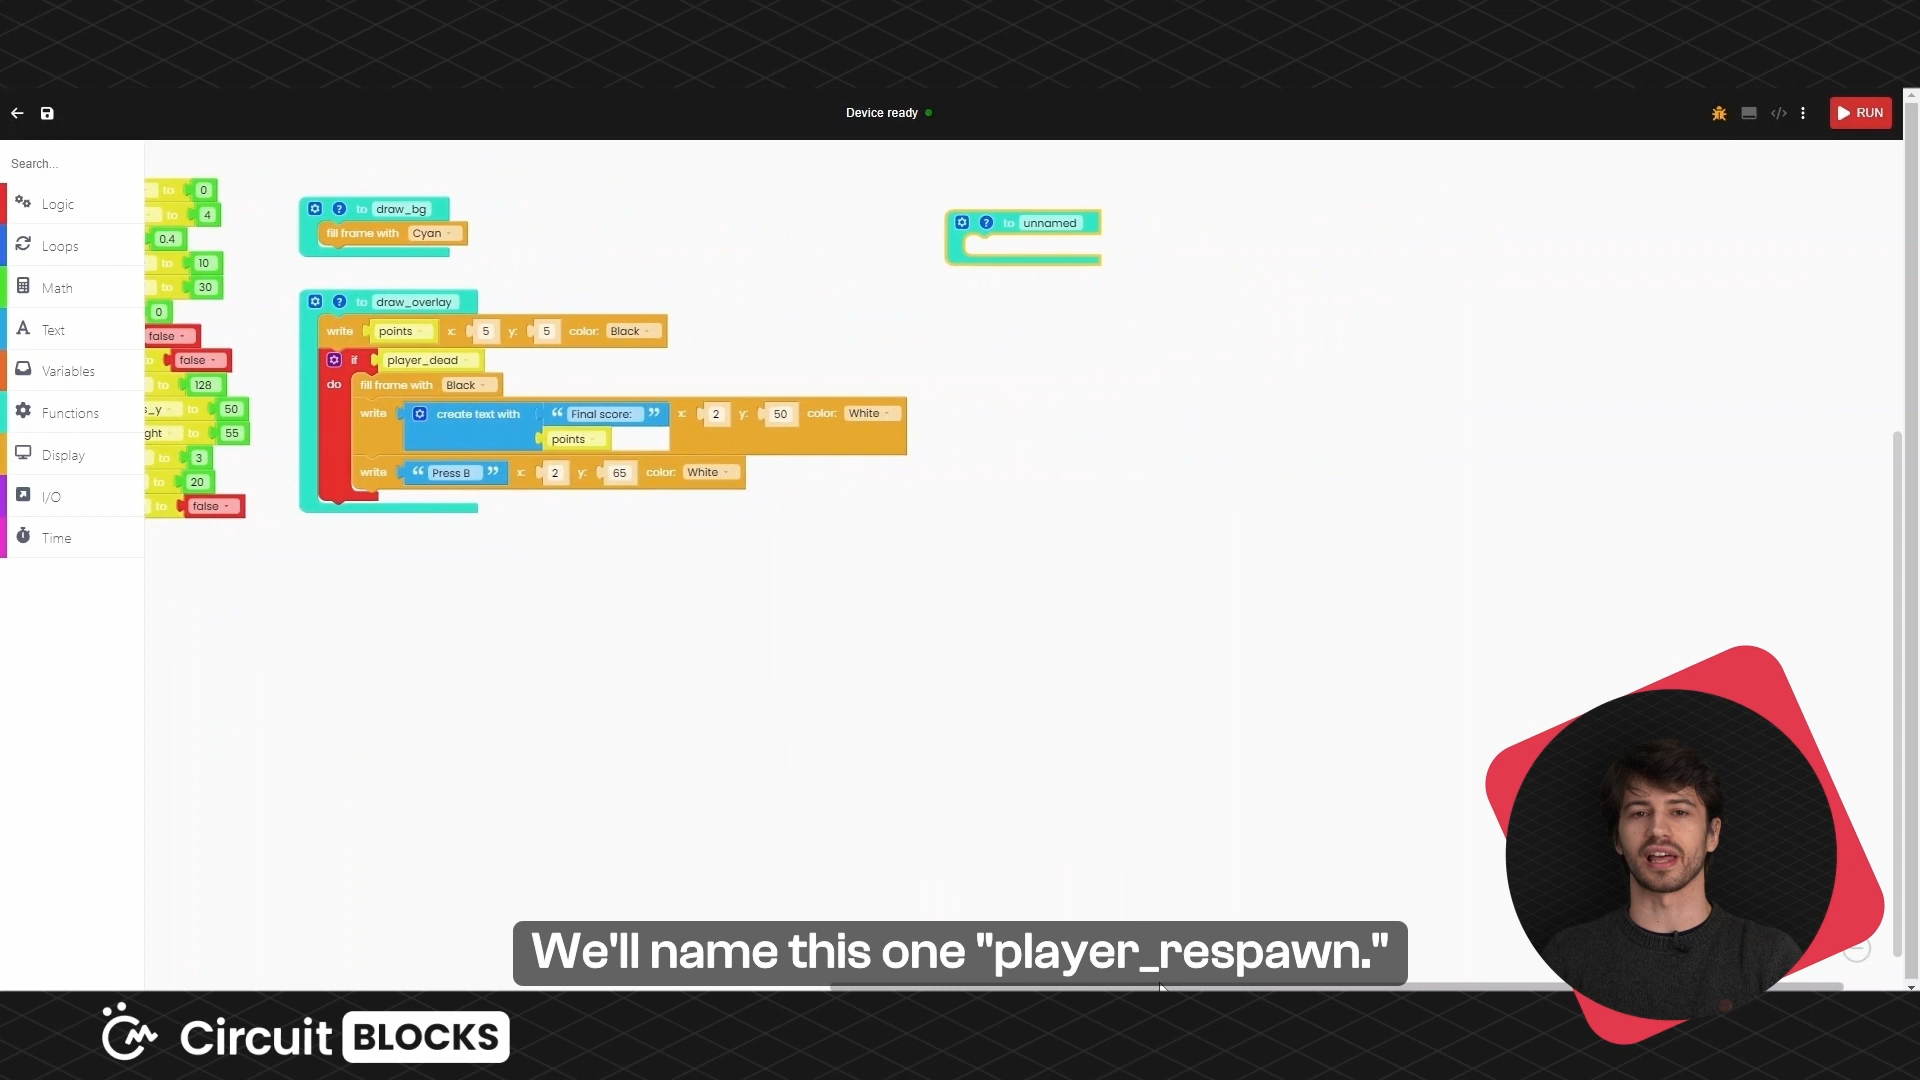 Device ready
RUN
Search...
Logic
Loops
Math
Text
Variables
Functions
Display
I/O
Time
to 0
to 4
0.4
to 10
to 30
0
false
to false
to 128
s_y to 50
ght to 55
to 3
to 20
to false
to draw_bg
fill frame with Cyan
to draw_overlay
write points x: 5 y: 5 color: Black
if player_dead
do fill frame with Black
write create text with “ Final score: ” x: 2 y: 50 color: White
points
write “ Press B ” x: 2 y: 65 color: White
to unnamed
We'll name this one "player_respawn."
Circuit BLOCKS